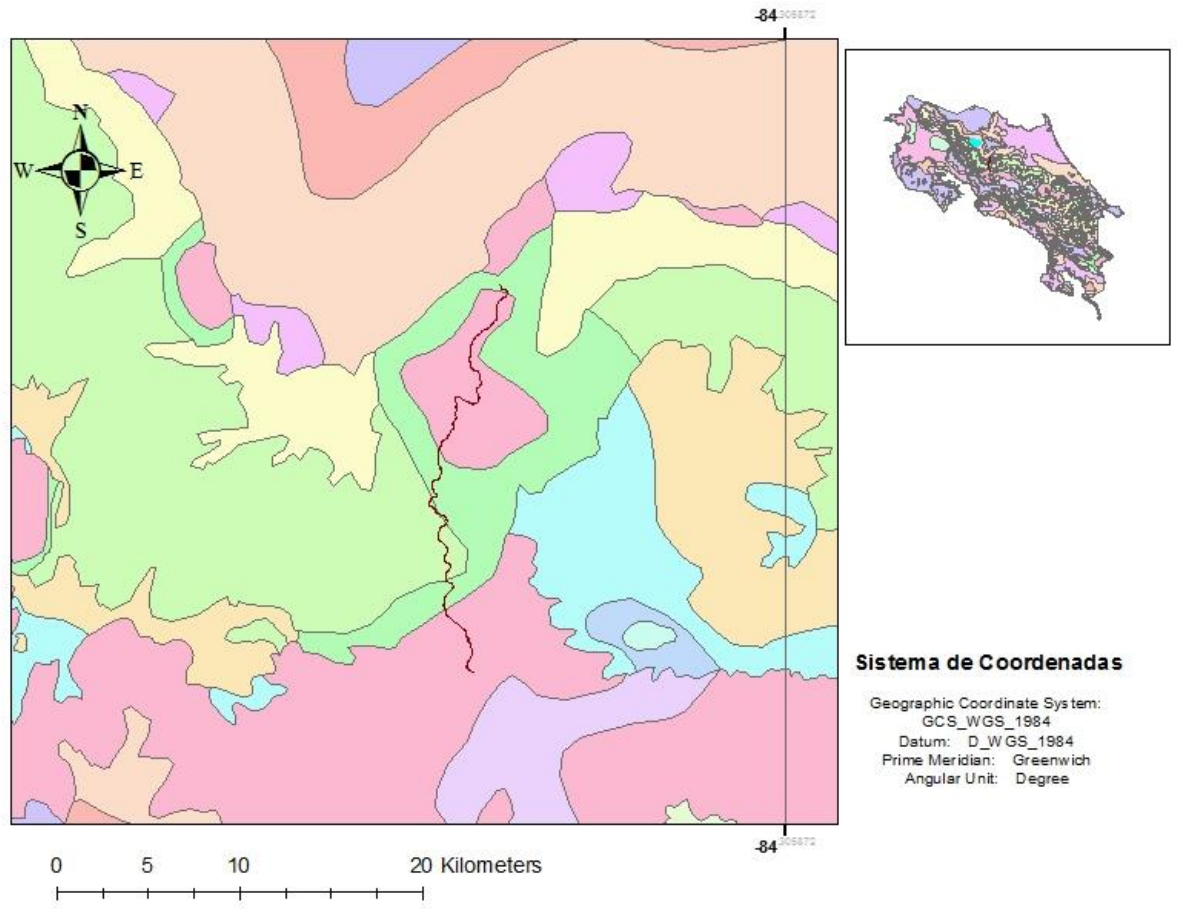 -84
N
W E
S
Sistema de Coordenadas
Geographic Coordinate System:
GCS_WGS_1984
Datum: D_WGS_1984
Prime Meridian: Greenwich
Angular Unit: Degree
-84
0 5 10 20 Kilometers